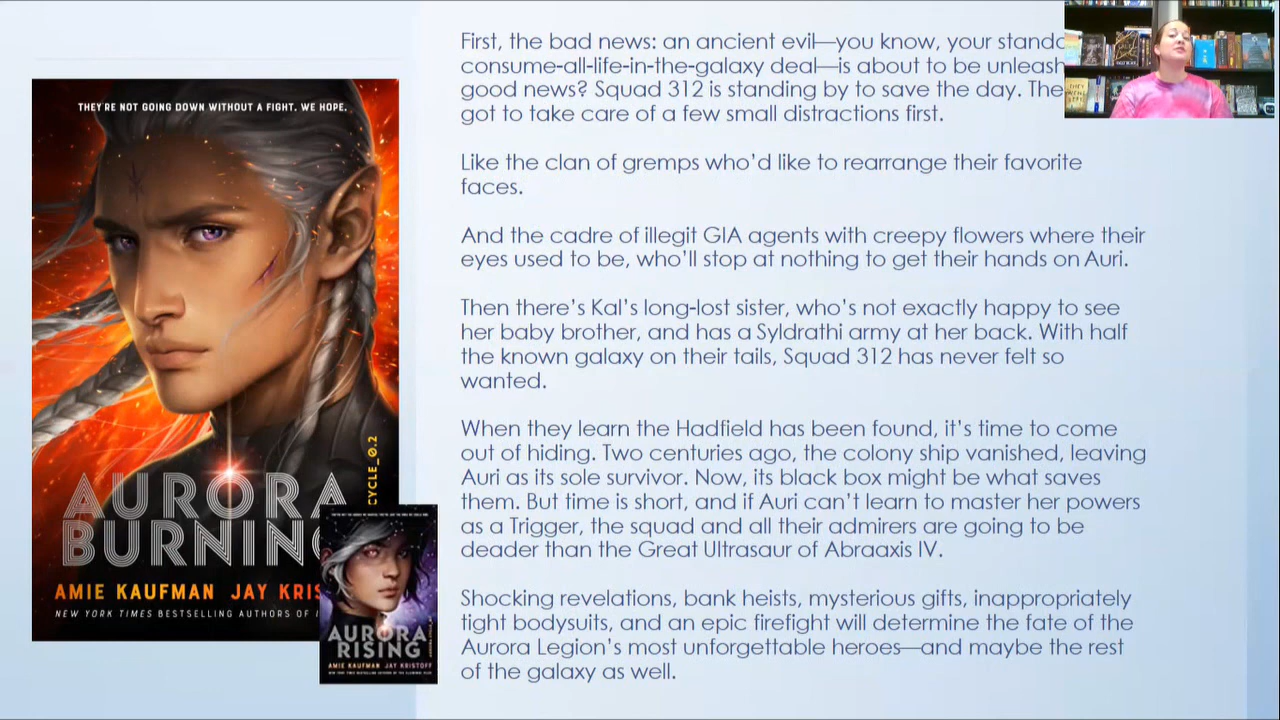 THEY'RE NOT GOING DOWN WITHOUT A FIGHT. WE HOPE.
CYCLE_0.2
AURORA
BURNING
AMIE KAUFMAN JAY KRIS
NEW YORK TIMES BESTSELLING AUTHORS OF
AURORA
RISING
AMIE KAUFMAN JAY KRISTOFF
First, the bad news: an ancient evil—you know, your standa
consume-all-life-in-the-galaxy deal—is about to be unleash
good news? Squad 312 is standing by to save the day. The
got to take care of a few small distractions first.
Like the clan of gremps who'd like to rearrange their favorite
faces.
And the cadre of illegit GIA agents with creepy flowers where their
eyes used to be, who'll stop at nothing to get their hands on Auri.
Then there's Kal's long-lost sister, who's not exactly happy to see
her baby brother, and has a Syldrathi army at her back. With half
the known galaxy on their tails, Squad 312 has never felt so
wanted.
When they learn the Hadfield has been found, it's time to come
out of hiding. Two centuries ago, the colony ship vanished, leaving
Auri as its sole survivor. Now, its black box might be what saves
them. But time is short, and if Auri can't learn to master her powers
as a Trigger, the squad and all their admirers are going to be
deader than the Great Ultrasaur of Abraaxis IV.
Shocking revelations, bank heists, mysterious gifts, inappropriately
tight bodysuits, and an epic firefight will determine the fate of the
Aurora Legion's most unforgettable heroes—and maybe the rest
of the galaxy as well.